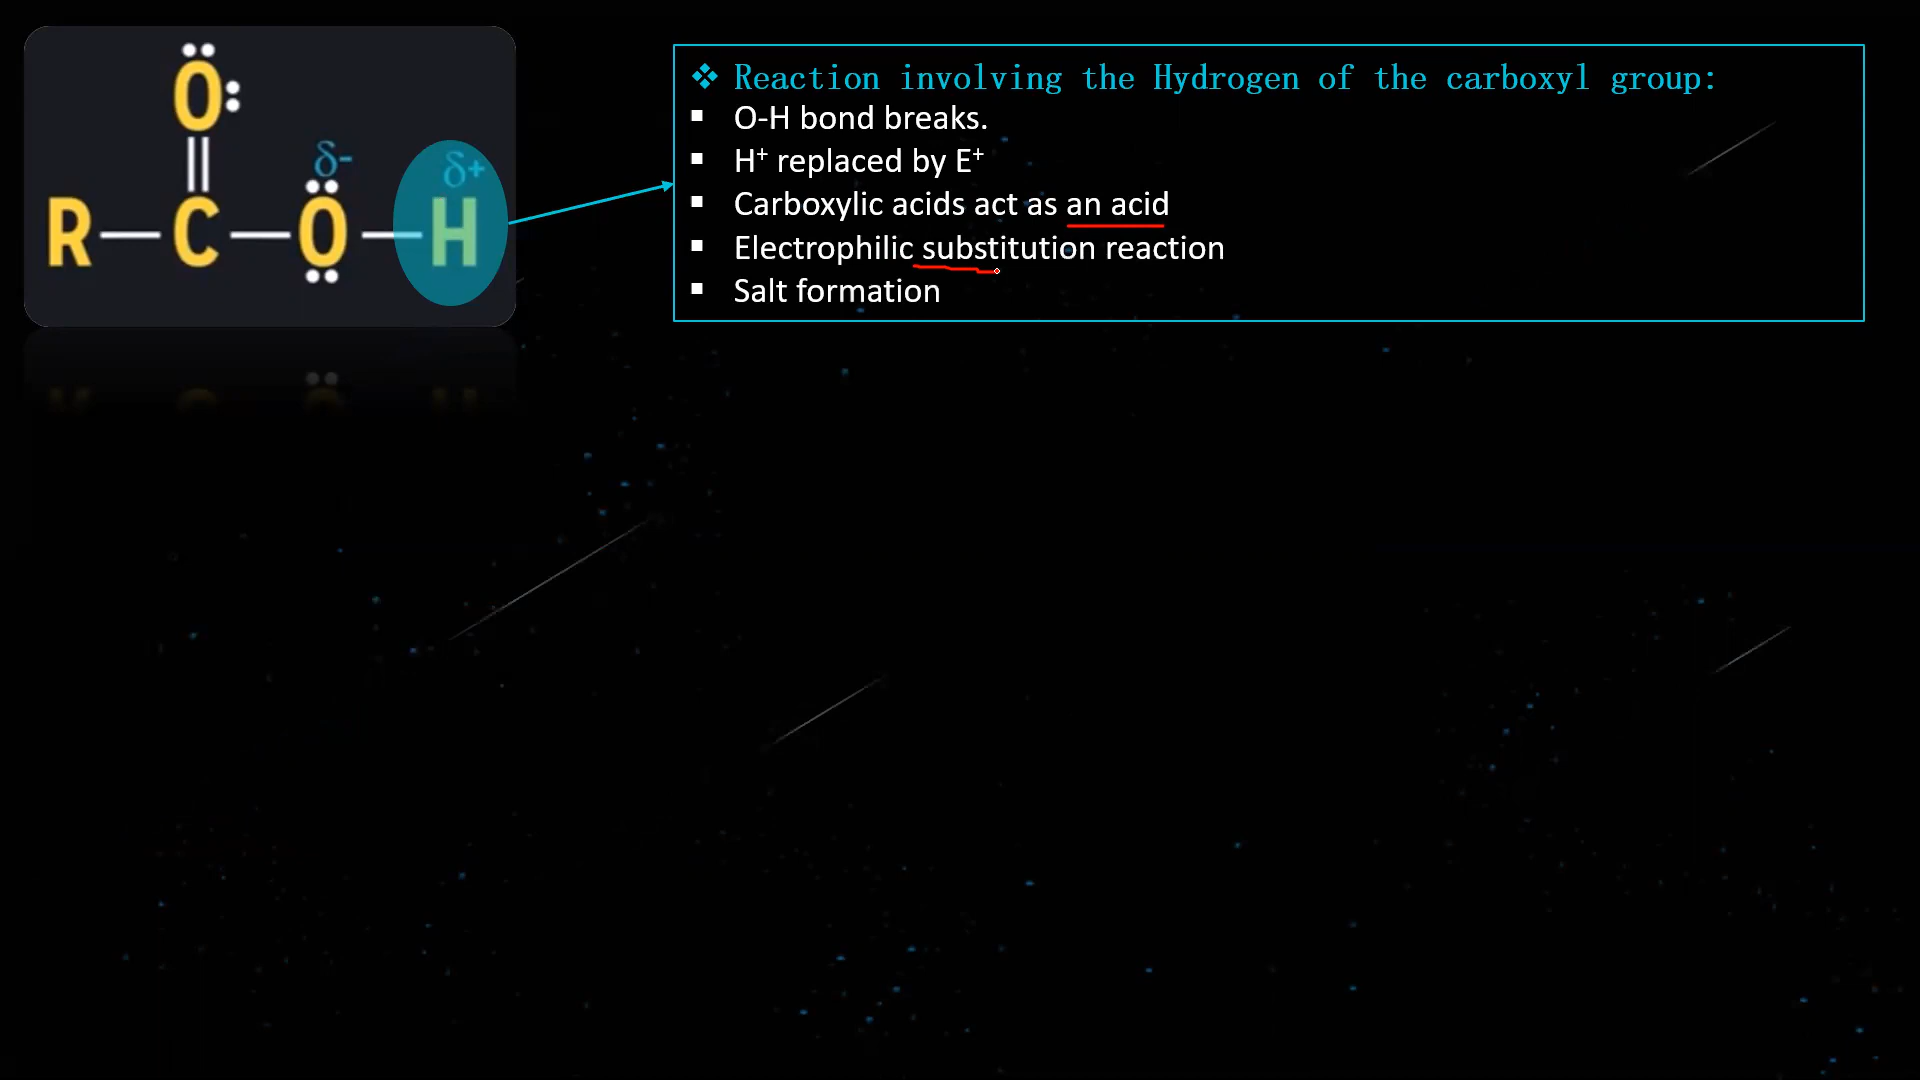 O
δ- δ+
R—C—O—H
❖ Reaction involving the Hydrogen of the carboxyl group:
▪ O-H bond breaks.
▪ H⁺ replaced by E⁺
▪ Carboxylic acids act as an acid
▪ Electrophilic substitution reaction
▪ Salt formation